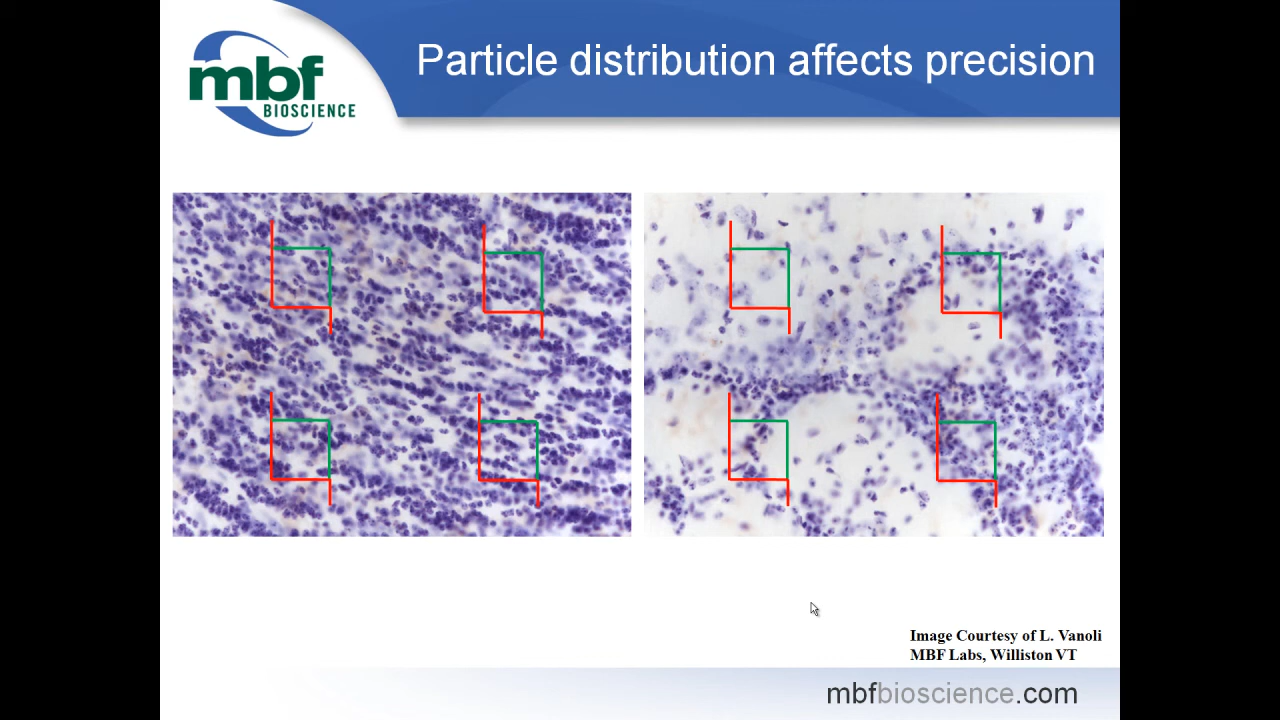 mbf
BIOSCIENCE
Particle distribution affects precision
Image Courtesy of L. Vanoli
MBF Labs, Williston VT
mbfbioscience.com